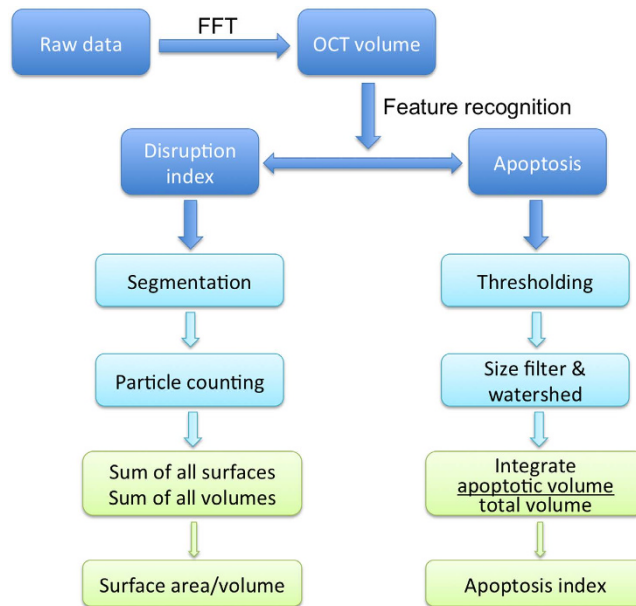 Raw data
FFT
OCT volume
Feature recognition
Disruption
index
Apoptosis
Segmentation
Thresholding
Particle counting
Size filter &
watershed
Sum of all surfaces
Sum of all volumes
Integrate
apoptotic volume
total volume
Surface area/volume
Apoptosis index